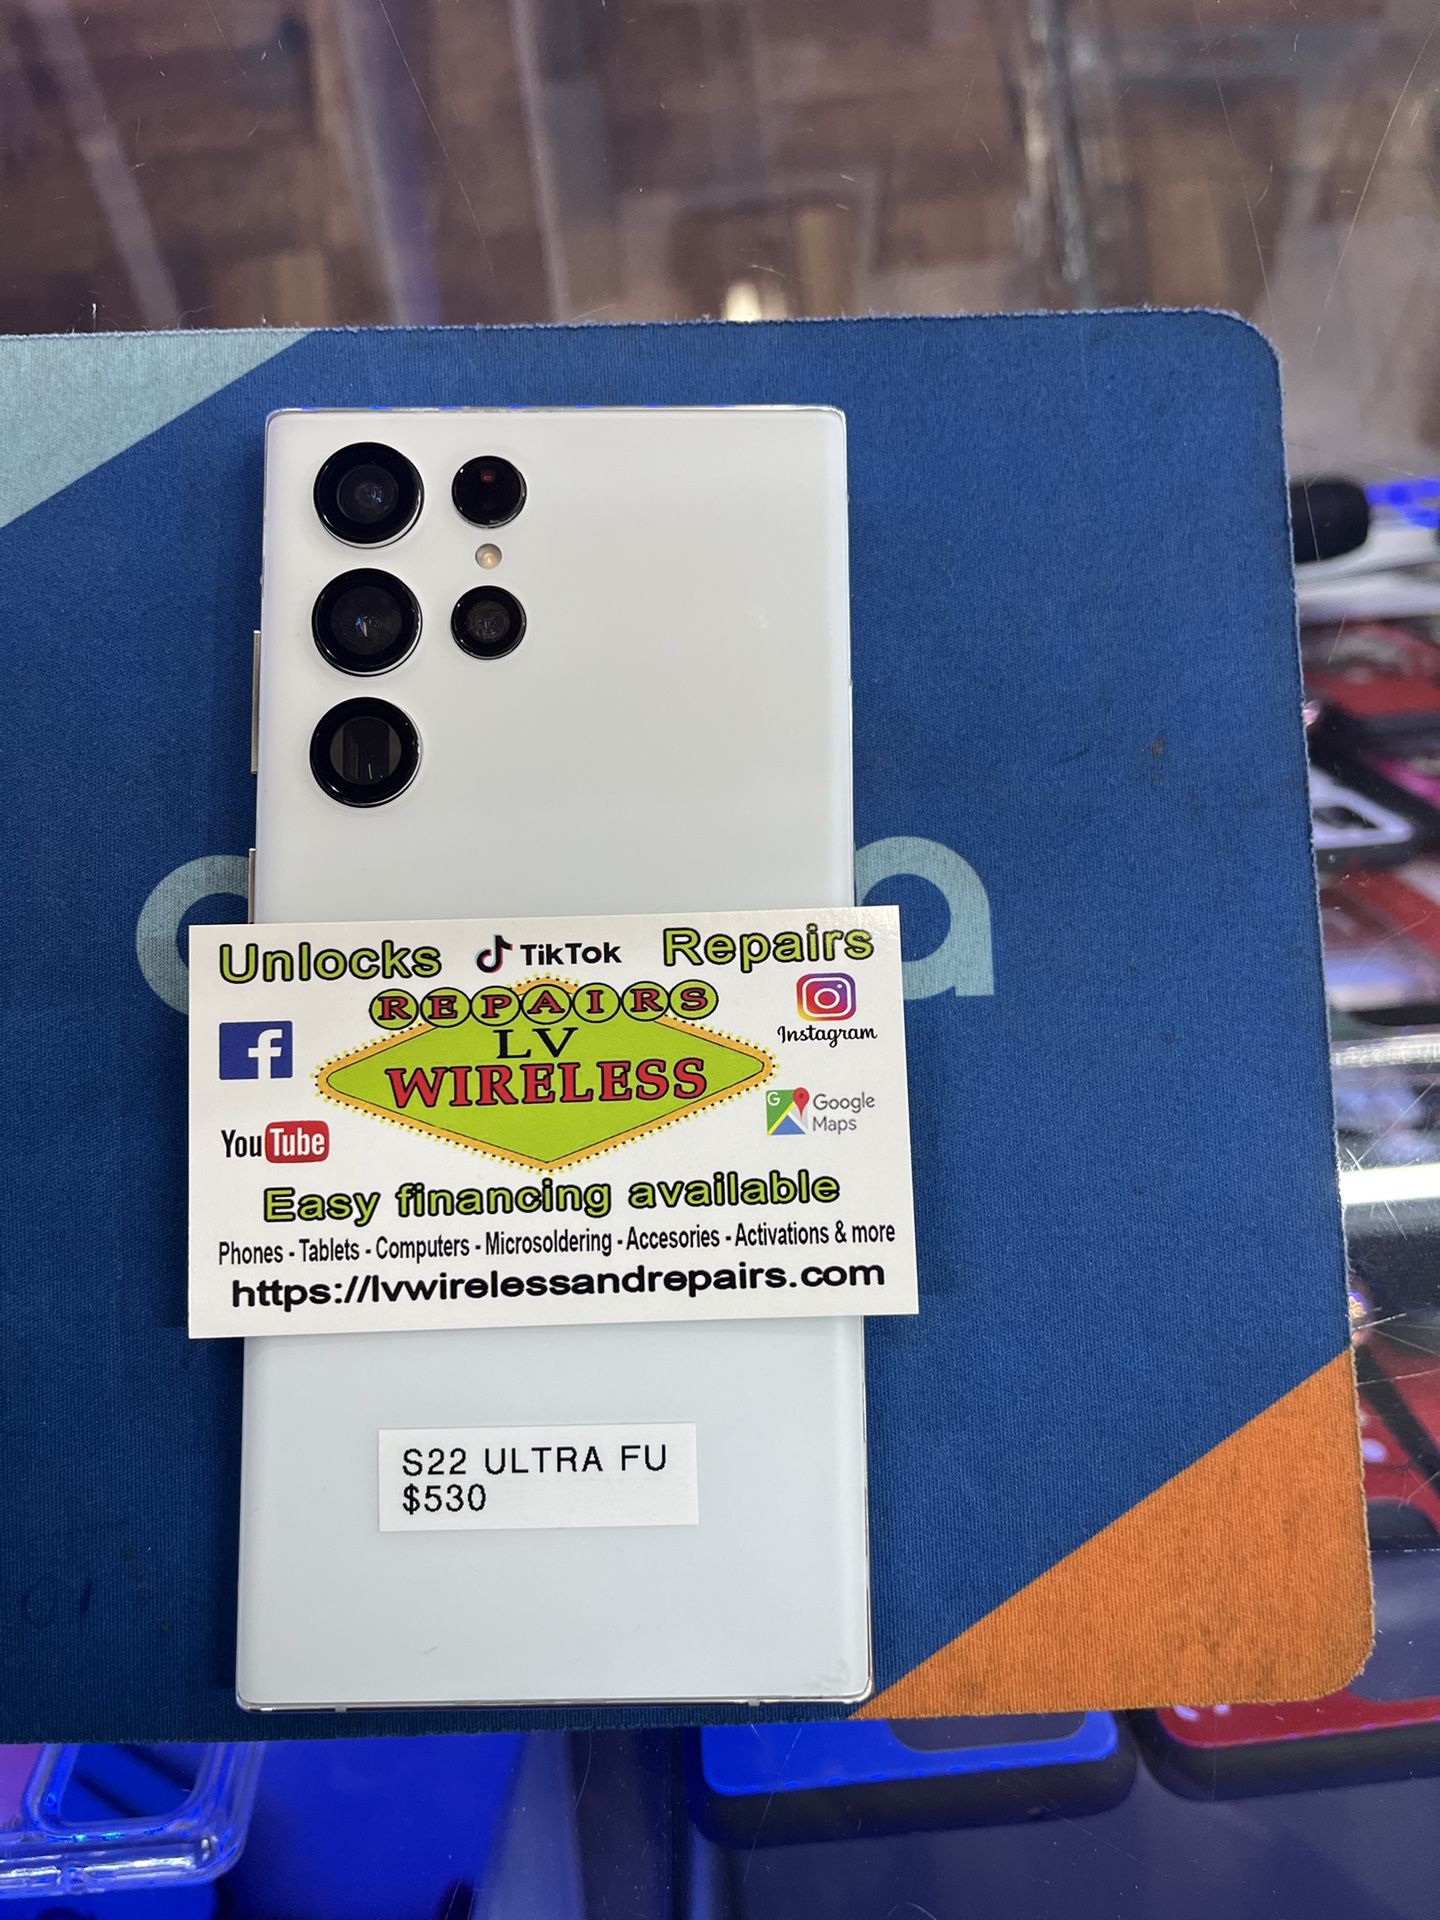 Unlocks TikTok Repairs
REPAIRS
Instagram
LV
WIRELESS
Google
Maps
YouTube
Easy financing available
Phones - Tablets - Computers - Microsoldering - Accesories - Activations & more
https://lvwirelessandrepairs.com
S22 ULTRA FU
$530